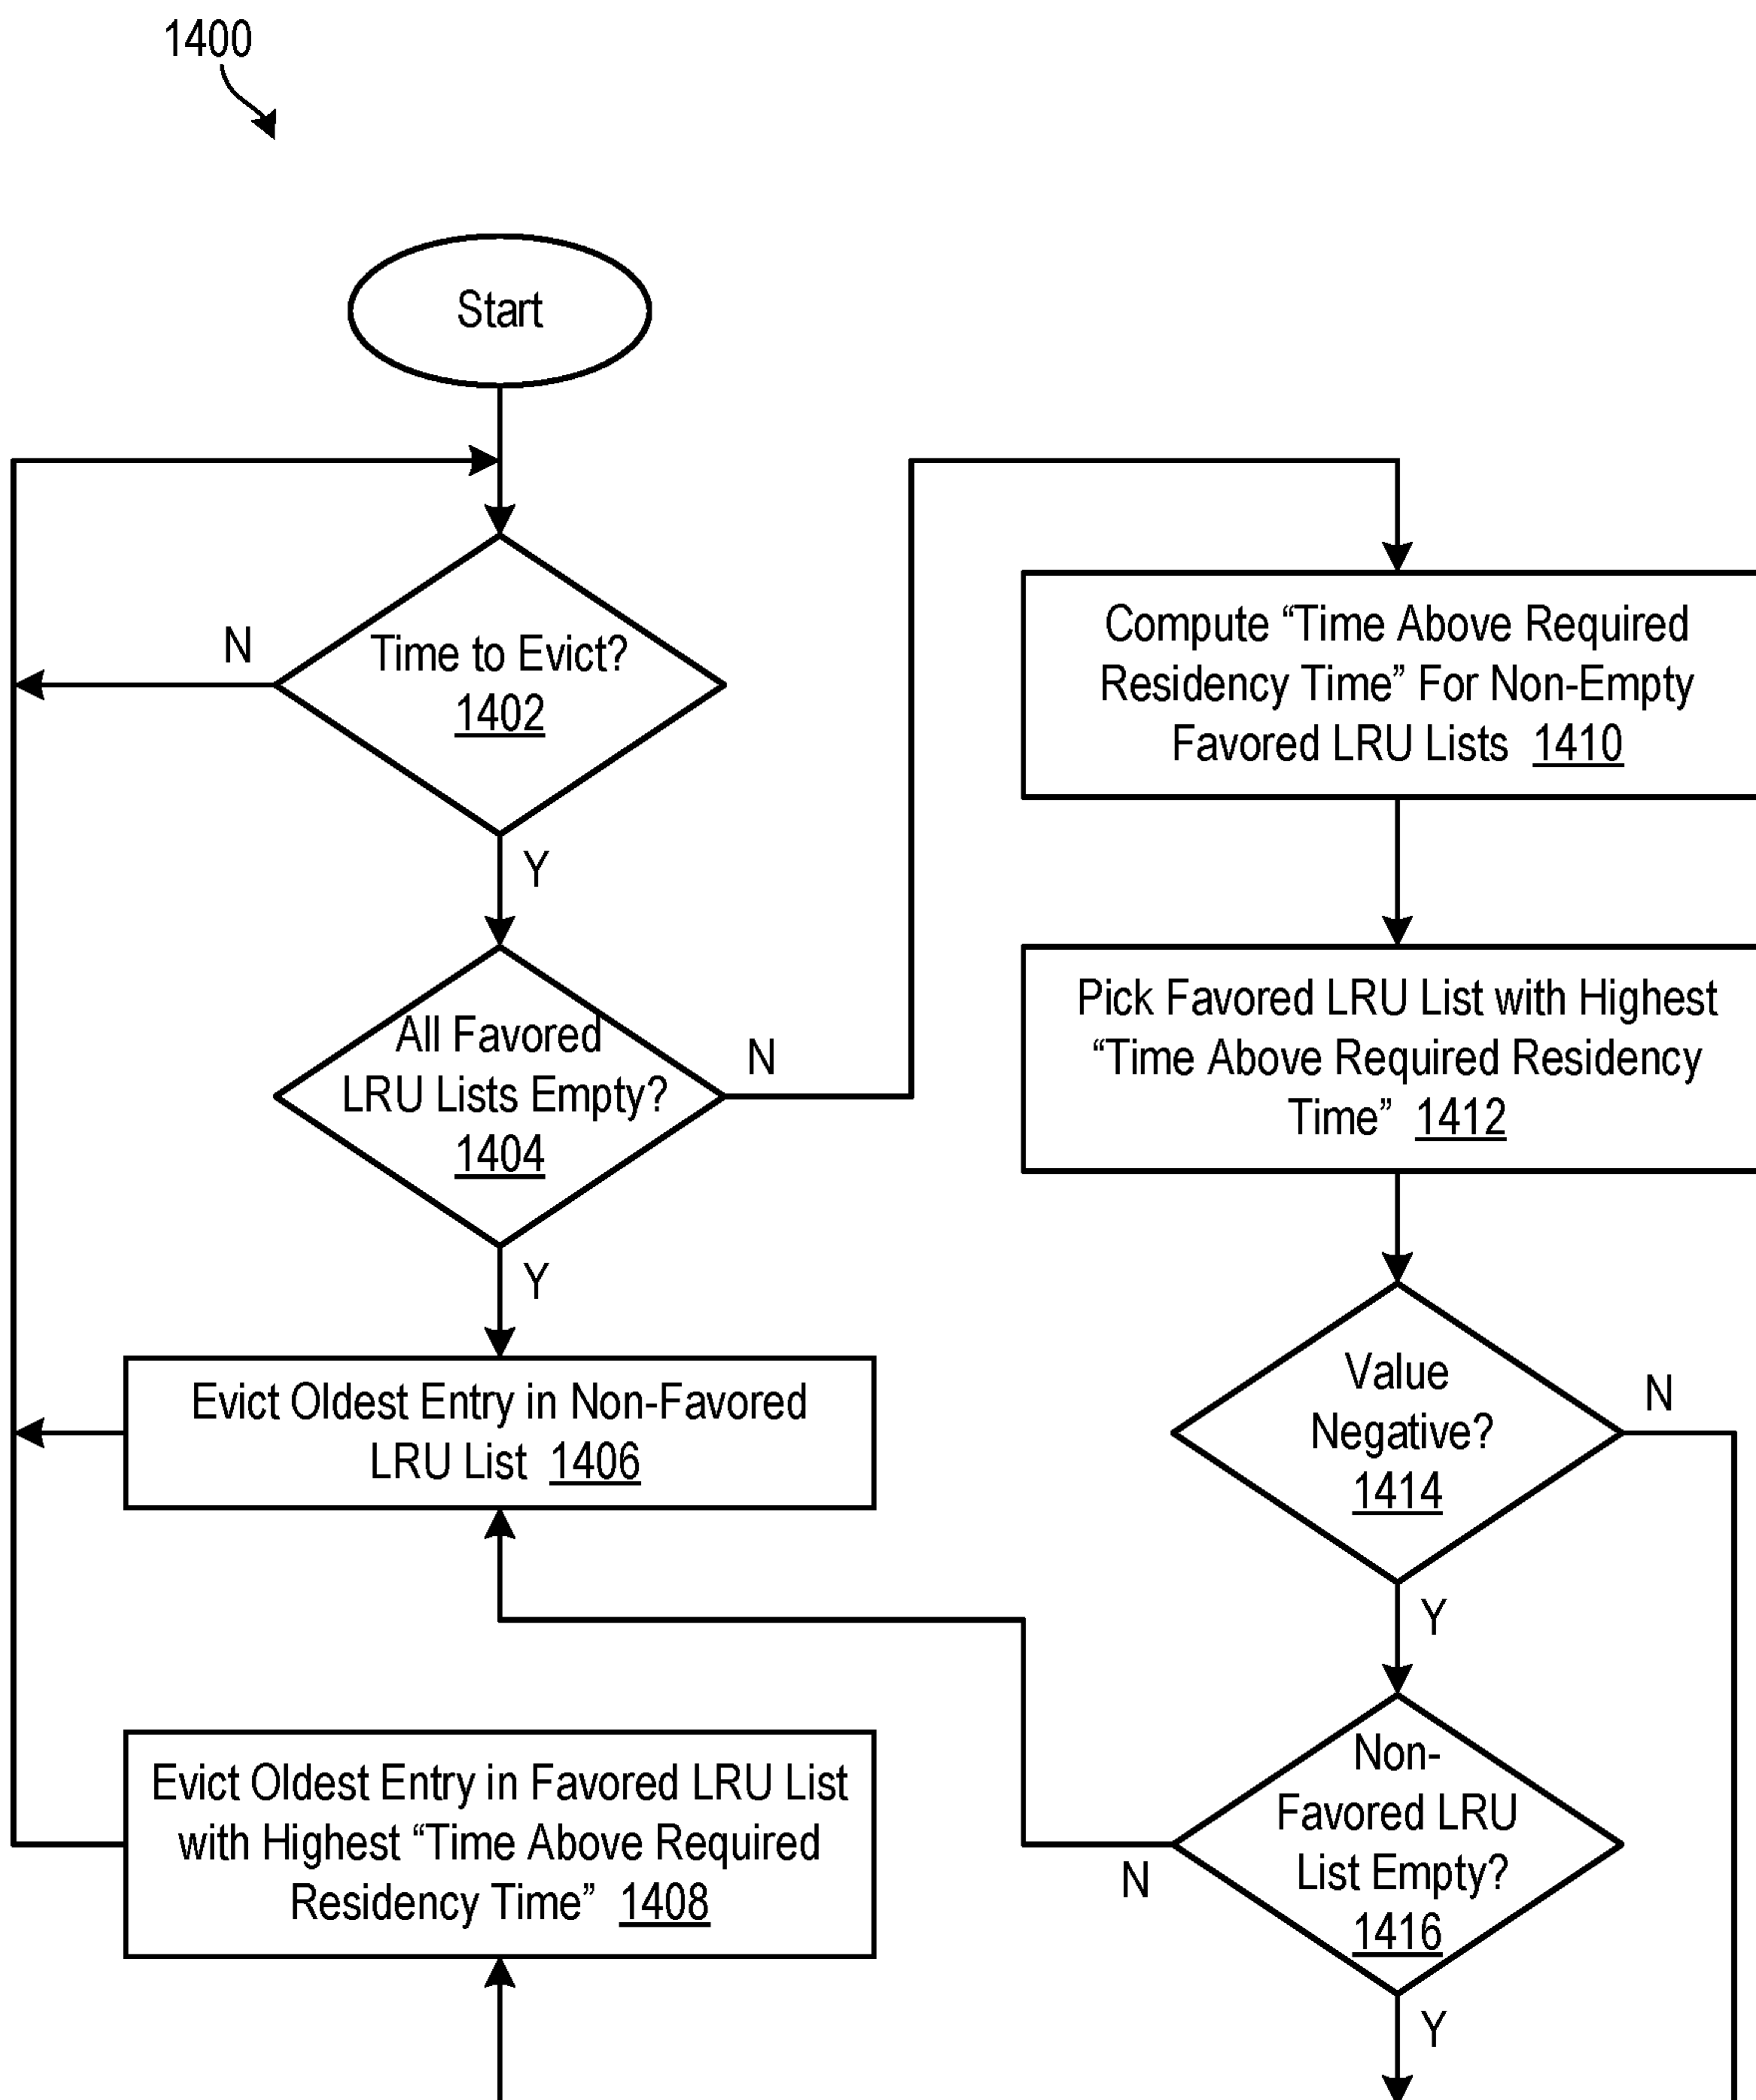 1400
Start
Time to Evict?
1402
N
Y
All Favored
LRU Lists Empty?
1404
N
Y
Evict Oldest Entry in Non-Favored
LRU List 1406
Evict Oldest Entry in Favored LRU List
with Highest “Time Above Required
Residency Time” 1408
Compute “Time Above Required
Residency Time” For Non-Empty
Favored LRU Lists 1410
Pick Favored LRU List with Highest
“Time Above Required Residency
Time” 1412
Value
Negative?
1414
N
Y
Non-
Favored LRU
List Empty?
1416
N
Y